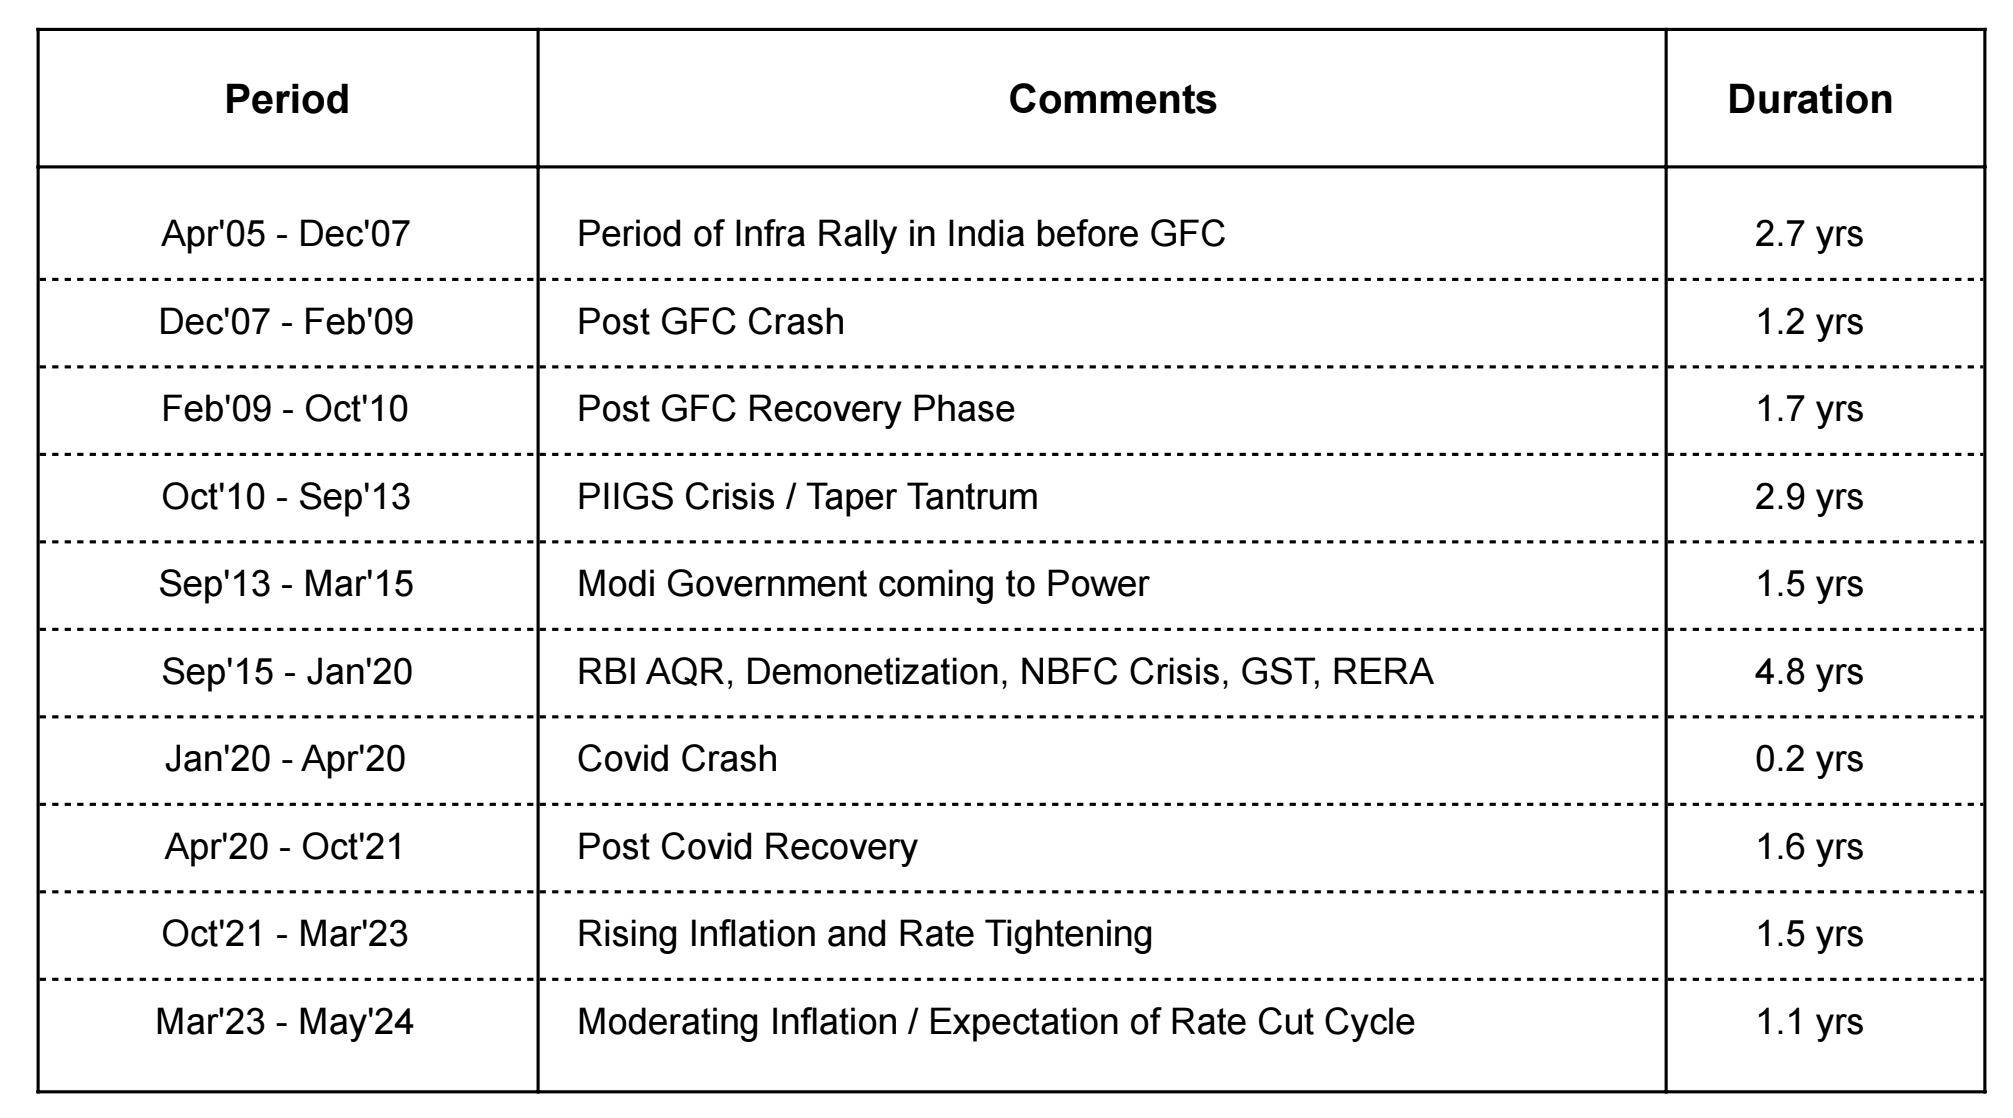 Period Comments Duration
Apr'05 - Dec'07 Period of Infra Rally in India before GFC 2.7 yrs
Dec'07 - Feb'09 Post GFC Crash 1.2 yrs
Feb'09 - Oct'10 Post GFC Recovery Phase 1.7 yrs
Oct'10 - Sep'13 PIIGS Crisis / Taper Tantrum 2.9 yrs
Sep'13 - Mar'15 Modi Government coming to Power 1.5 yrs
Sep'15 - Jan'20 RBI AQR, Demonetization, NBFC Crisis, GST, RERA 4.8 yrs
Jan'20 - Apr'20 Covid Crash 0.2 yrs
Apr'20 - Oct'21 Post Covid Recovery 1.6 yrs
Oct'21 - Mar'23 Rising Inflation and Rate Tightening 1.5 yrs
Mar'23 - May'24 Moderating Inflation / Expectation of Rate Cut Cycle 1.1 yrs